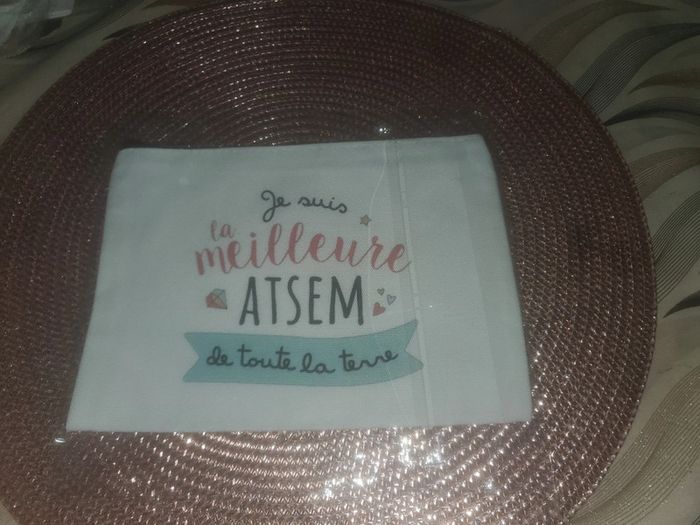 Je suis
la
meilleure
ATSEM
de toute la terre